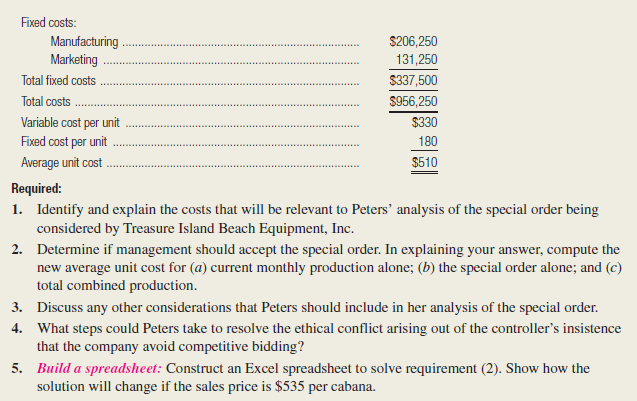 Fixed costs:
Manufacturing ........................................ $206,250
Marketing ........................................ 131,250
Total fixed costs ........................................ $337,500
Total costs ........................................ $956,250
Variable cost per unit ........................................ $330
Fixed cost per unit ........................................ 180
Average unit cost ........................................ $510
Required:
1. Identify and explain the costs that will be relevant to Peters’ analysis of the special order being
considered by Treasure Island Beach Equipment, Inc.
2. Determine if management should accept the special order. In explaining your answer, compute the
new average unit cost for (a) current monthly production alone; (b) the special order alone; and (c)
total combined production.
3. Discuss any other considerations that Peters should include in her analysis of the special order.
4. What steps could Peters take to resolve the ethical conflict arising out of the controller’s insistence
that the company avoid competitive bidding?
5. Build a spreadsheet: Construct an Excel spreadsheet to solve requirement (2). Show how the
solution will change if the sales price is $535 per cabana.